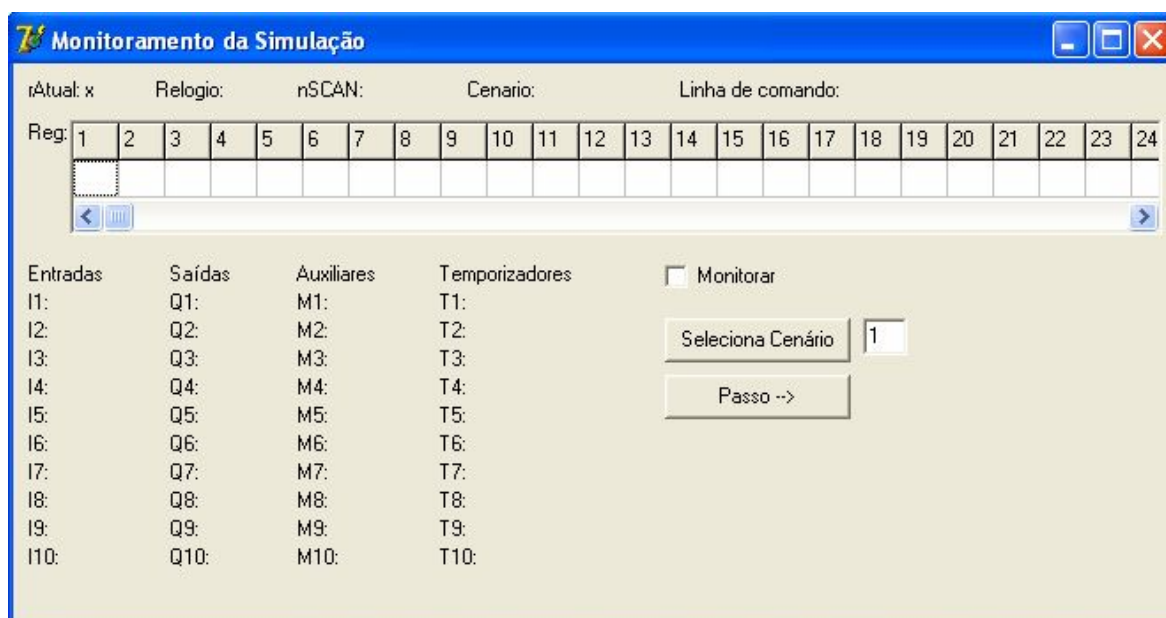 Monitoramento da Simulação
rAtual: x Relogio: nSCAN: Cenario: Linha de comando:
Reg: 1 2 3 4 5 6 7 8 9 10 11 12 13 14 15 16 17 18 19 20 21 22 23 24
Entradas Saídas Auxiliares Temporizadores Monitorar
I1: Q1: M1: T1:
I2: Q2: M2: T2: Seleciona Cenário 1
I3: Q3: M3: T3:
I4: Q4: M4: T4: Passo -->
I5: Q5: M5: T5:
I6: Q6: M6: T6:
I7: Q7: M7: T7:
I8: Q8: M8: T8:
I9: Q9: M9: T9:
I10: Q10: M10: T10: